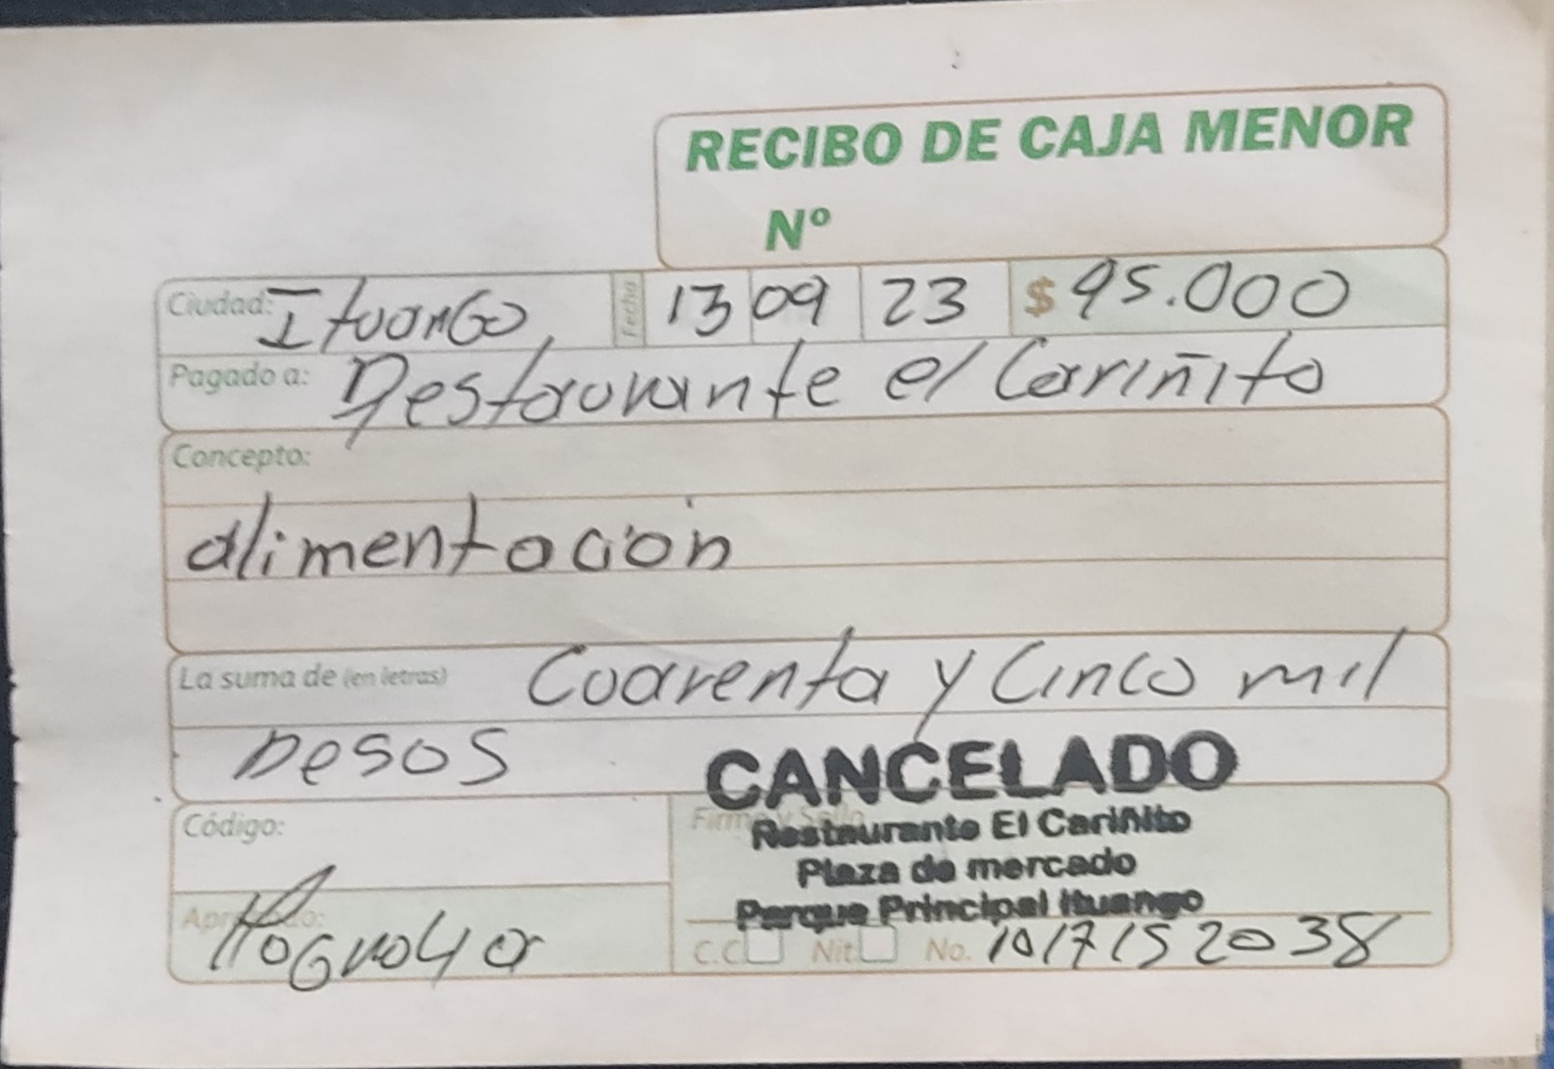 RECIBO DE CAJA MENOR
Nº
Ciudad: Ituango Fecha 13 09 23 $ 95.000
Pagado a: Restaurante el Cariñito
Concepto:
alimentación
La suma de (en letras) Cuarenta y Cinco mil
pesos
CANCELADO
Código: Firma y Sello
Restaurante El Cariñito
Plaza de mercado
Parque Principal Ituango
Aprobado:
C.C. Nit No. 1017152038